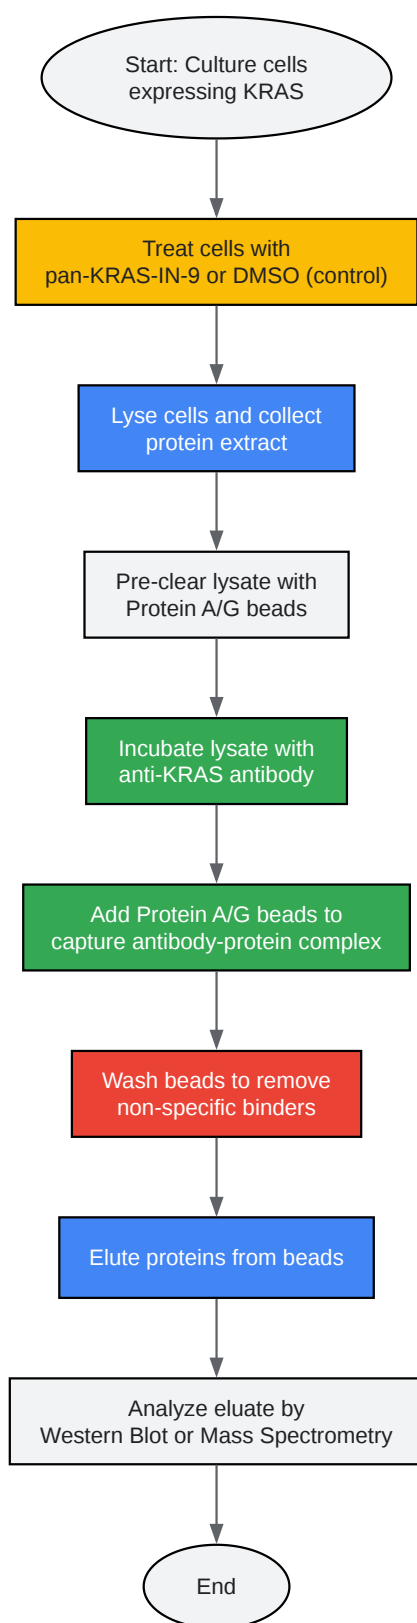 Start: Culture cells
expressing KRAS
Treat cells with
pan-KRAS-IN-9 or DMSO (control)
Lyse cells and collect
protein extract
Pre-clear lysate with
Protein A/G beads
Incubate lysate with
anti-KRAS antibody
Add Protein A/G beads to
capture antibody-protein complex
Wash beads to remove
non-specific binders
Elute proteins from beads
Analyze eluate by
Western Blot or Mass Spectrometry
End